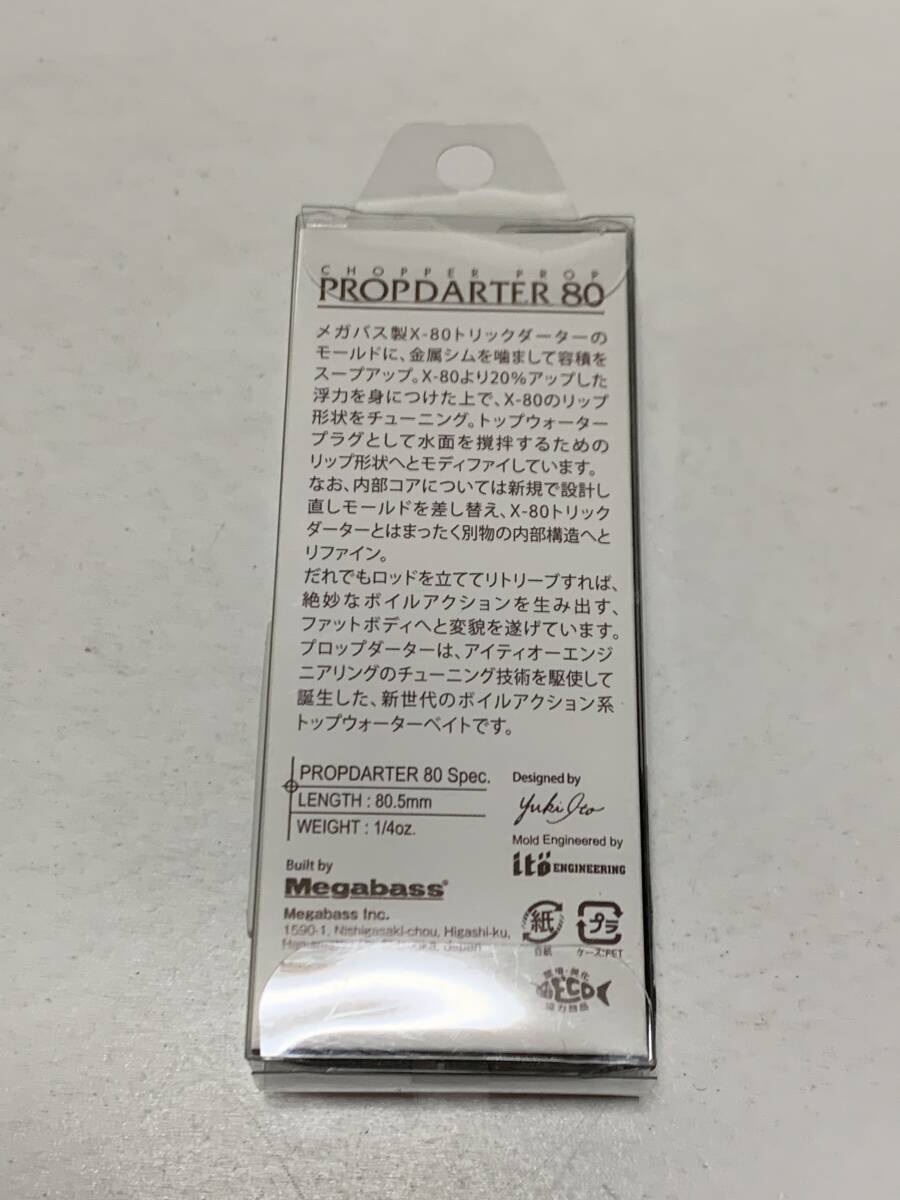 CHOPPER PROP
PROPDARTER 80
メガバス製X-80トリックダーターの
モールドに、金属シムを噛まして容積を
スープアップ。X-80より20%アップした
浮力を身につけた上で、X-80のリップ
形状をチューニング。トップウォーター
プラグとして水面を撹拌するための
リップ形状へとモディファイしています。
なお、内部コアについては新規で設計し
直しモールドを差し替え、X-80トリック
ダーターとはまったく別物の内部構造へと
リファイン。
だれでもロッドを立ててリトリーブすれば、
絶妙なボイルアクションを生み出す、
ファットボディへと変貌を遂げています。
プロップダーターは、アイティオーエンジ
ニアリングのチューニング技術を駆使して
誕生した、新世代のボイルアクション系
トップウォーターベイトです。
PROPDARTER 80 Spec.
LENGTH : 80.5mm
WEIGHT : 1/4oz.
Designed by
Yuki Ito
Mold Engineered by
itö ENGINEERING
Built by
Megabass®
Megabass Inc.
1590-1, Nishigasaki-chou, Higashi-ku,
Japan
紙
台紙
プラ
ケース:PET
ECO
協力商品